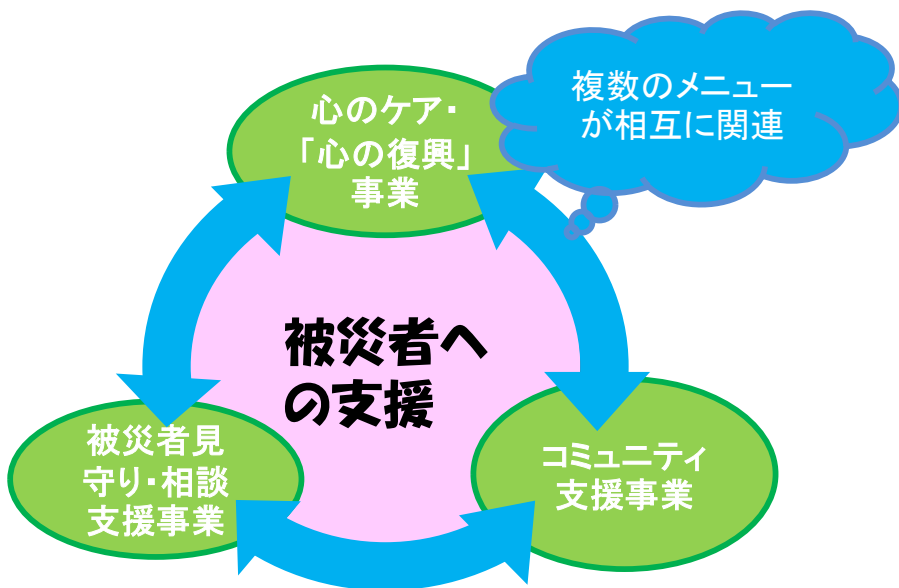 心のケア・
「心の復興」
事業
複数のメニュー
が相互に関連
被災者へ
の支援
被災者見
守り・相談
支援事業
コミュニティ
支援事業